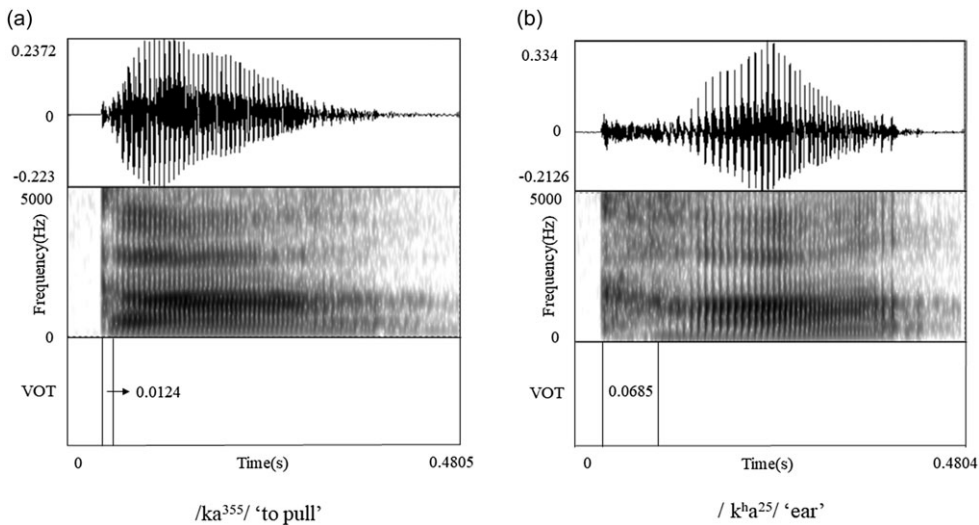 (a)
0.2372
0
-0.223
5000
Frequency(Hz)
0
VOT
0.0124
0 Time(s) 0.4805
/ka³⁵⁵/ ‘to pull’
(b)
0.334
0
-0.2126
5000
Frequency(Hz)
0
VOT
0.0685
0 Time(s) 0.4804
/ kʰa²⁵/ ‘ear’